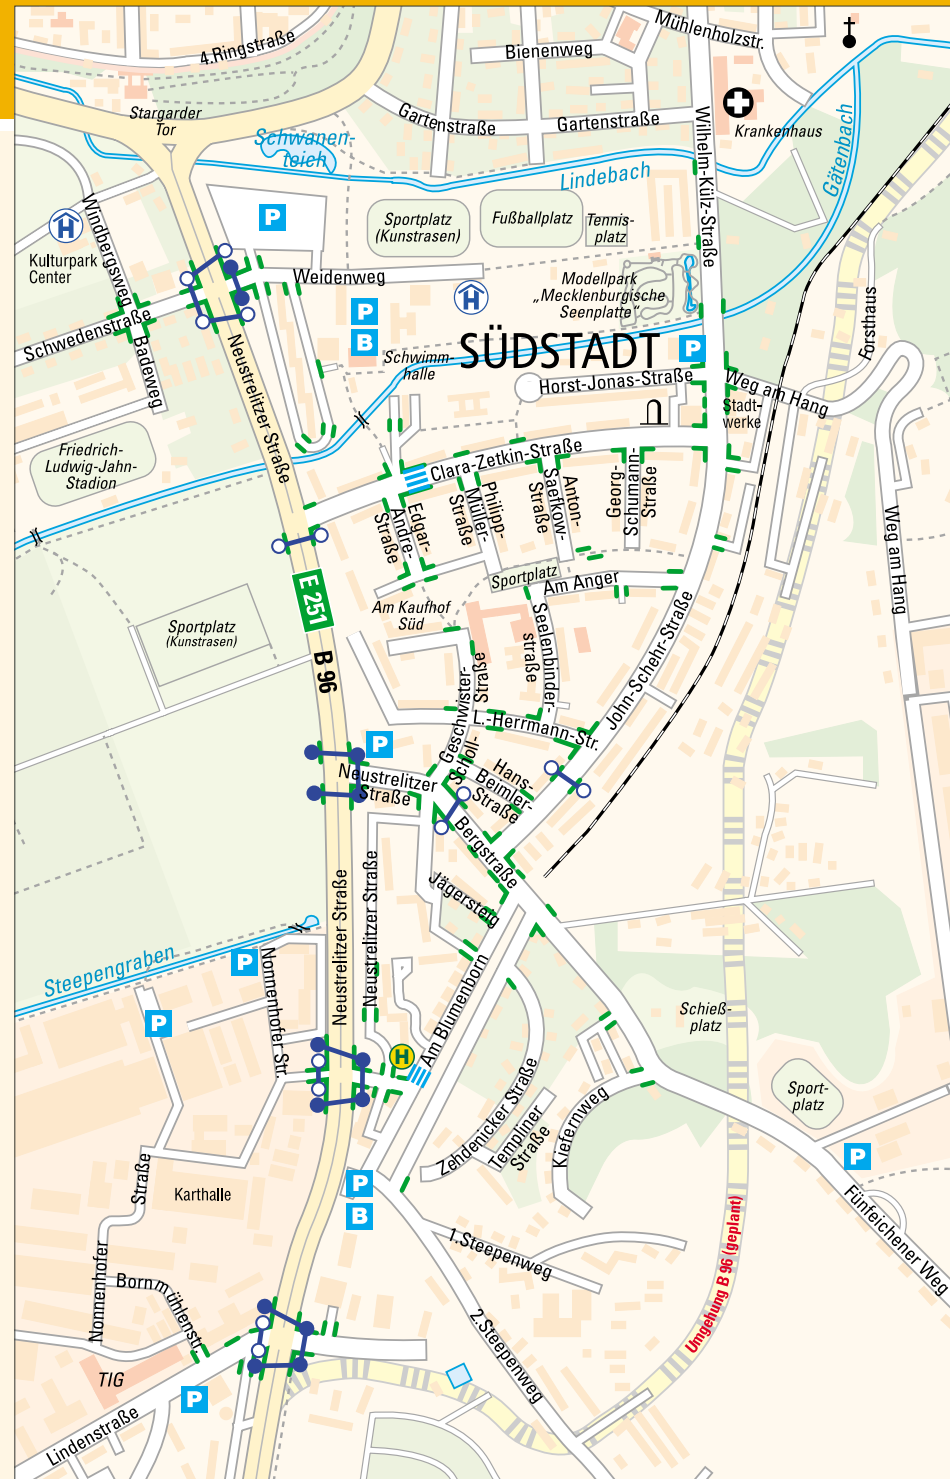 4.Ringstraße
Bienenweg
Mühlenholzstr.
Stargarder
Tor
Schwanen-
teich
Gartenstraße
Gartenstraße
Krankenhaus
Wilhelm-Külz-Straße
Lindebach
Gätenbach
Windbergsweg
H
P
Sportplatz
(Kunstrasen)
Fußballplatz
Tennis-
platz
Kulturpark
Center
Weidenweg
H
Modellpark
„Mecklenburgische
Seenplatte“
Forsthaus
P
B
Schwedenstraße
Badeweg
Neustrelitzer Straße
Schwimm-
halle
SÜDSTADT
P
Horst-Jonas-Straße
Weg am Hang
Stadt-
werke
Friedrich-
Ludwig-Jahn-
Stadion
Clara-Zetkin-Straße
Edgar-
Andre-
Straße
Philipp-
Müller-
Straße
Anton-
Saefkow-
Straße
Georg-
Schumann-
Straße
Weg am Hang
E 251
B 96
Sportplatz
Am Anger
Am Kaufhof
Süd
Sportplatz
(Kunstrasen)
Seelenbinder-
straße
Geschwister-
Scholl-
Straße
John-Schehr-Straße
L.-Herrmann-Str.
P
Neustrelitzer
Straße
Hans-
Beimler-
Straße
Bergstraße
Jägersteig
Neustrelitzer Straße
Neustrelitzer Straße
Steepengraben
P
Nonnenhofer Str.
P
H
Am Blumenborn
Schieß-
platz
Sport-
platz
Zehdenicker Straße
Templiner
Straße
Kiefernweg
P
Fünfeichener Weg
Karthalle
P
B
Nonnenhofer
Straße
1.Steepenweg
2.Steepenweg
Umgehung B 96 (geplant)
Bornmühlenstr.
TIG
P
Lindenstraße